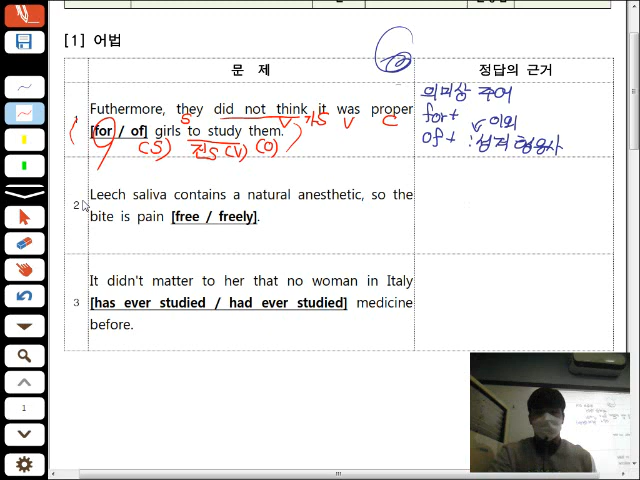 [1] 어법
문 제
정답의 근거
1
Futhermore, they did not think it was proper
[for / of] girls to study them.
S
V
가S
V
C
(S)
진S (V)
(O)
의미상 주어
for+
이외
of + : 성격 형용사
2
Leech saliva contains a natural anesthetic, so the
bite is pain [free / freely].
3
It didn't matter to her that no woman in Italy
[has ever studied / had ever studied] medicine
before.
1